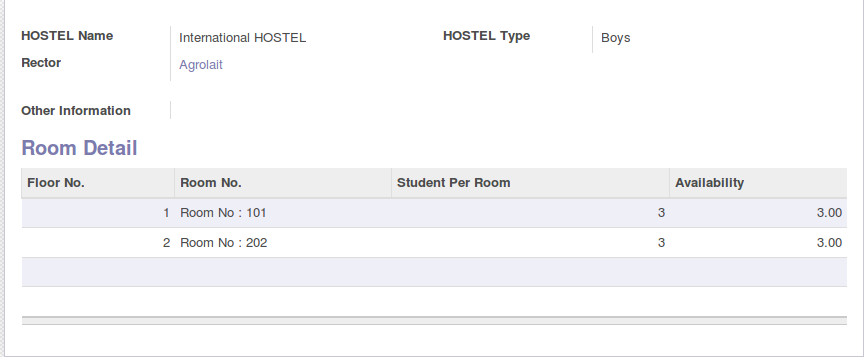 HOSTEL Name International HOSTEL HOSTEL Type Boys
Rector Agrolait
Other Information
Room Detail
Floor No. Room No. Student Per Room Availability
1 Room No : 101 3 3.00
2 Room No : 202 3 3.00